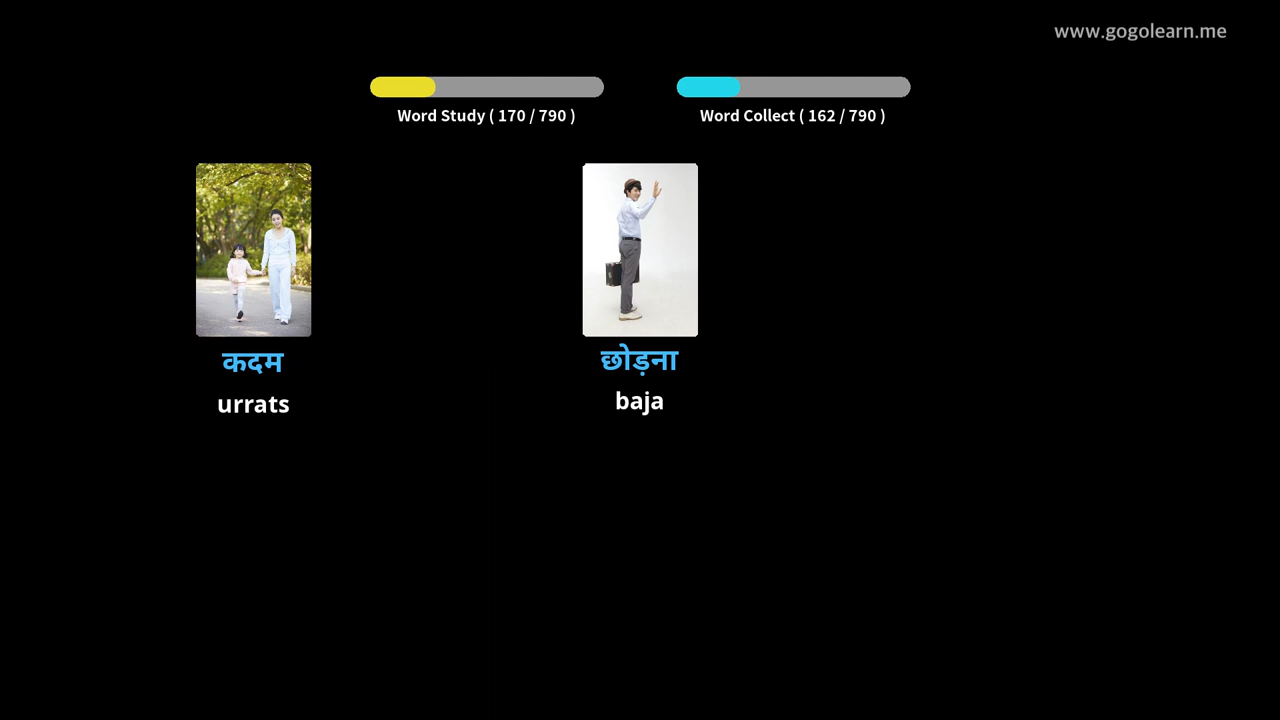 www.gogolearn.me
Word Study ( 170 / 790 )
Word Collect ( 162 / 790 )
कदम
urrats
छोड़ना
baja